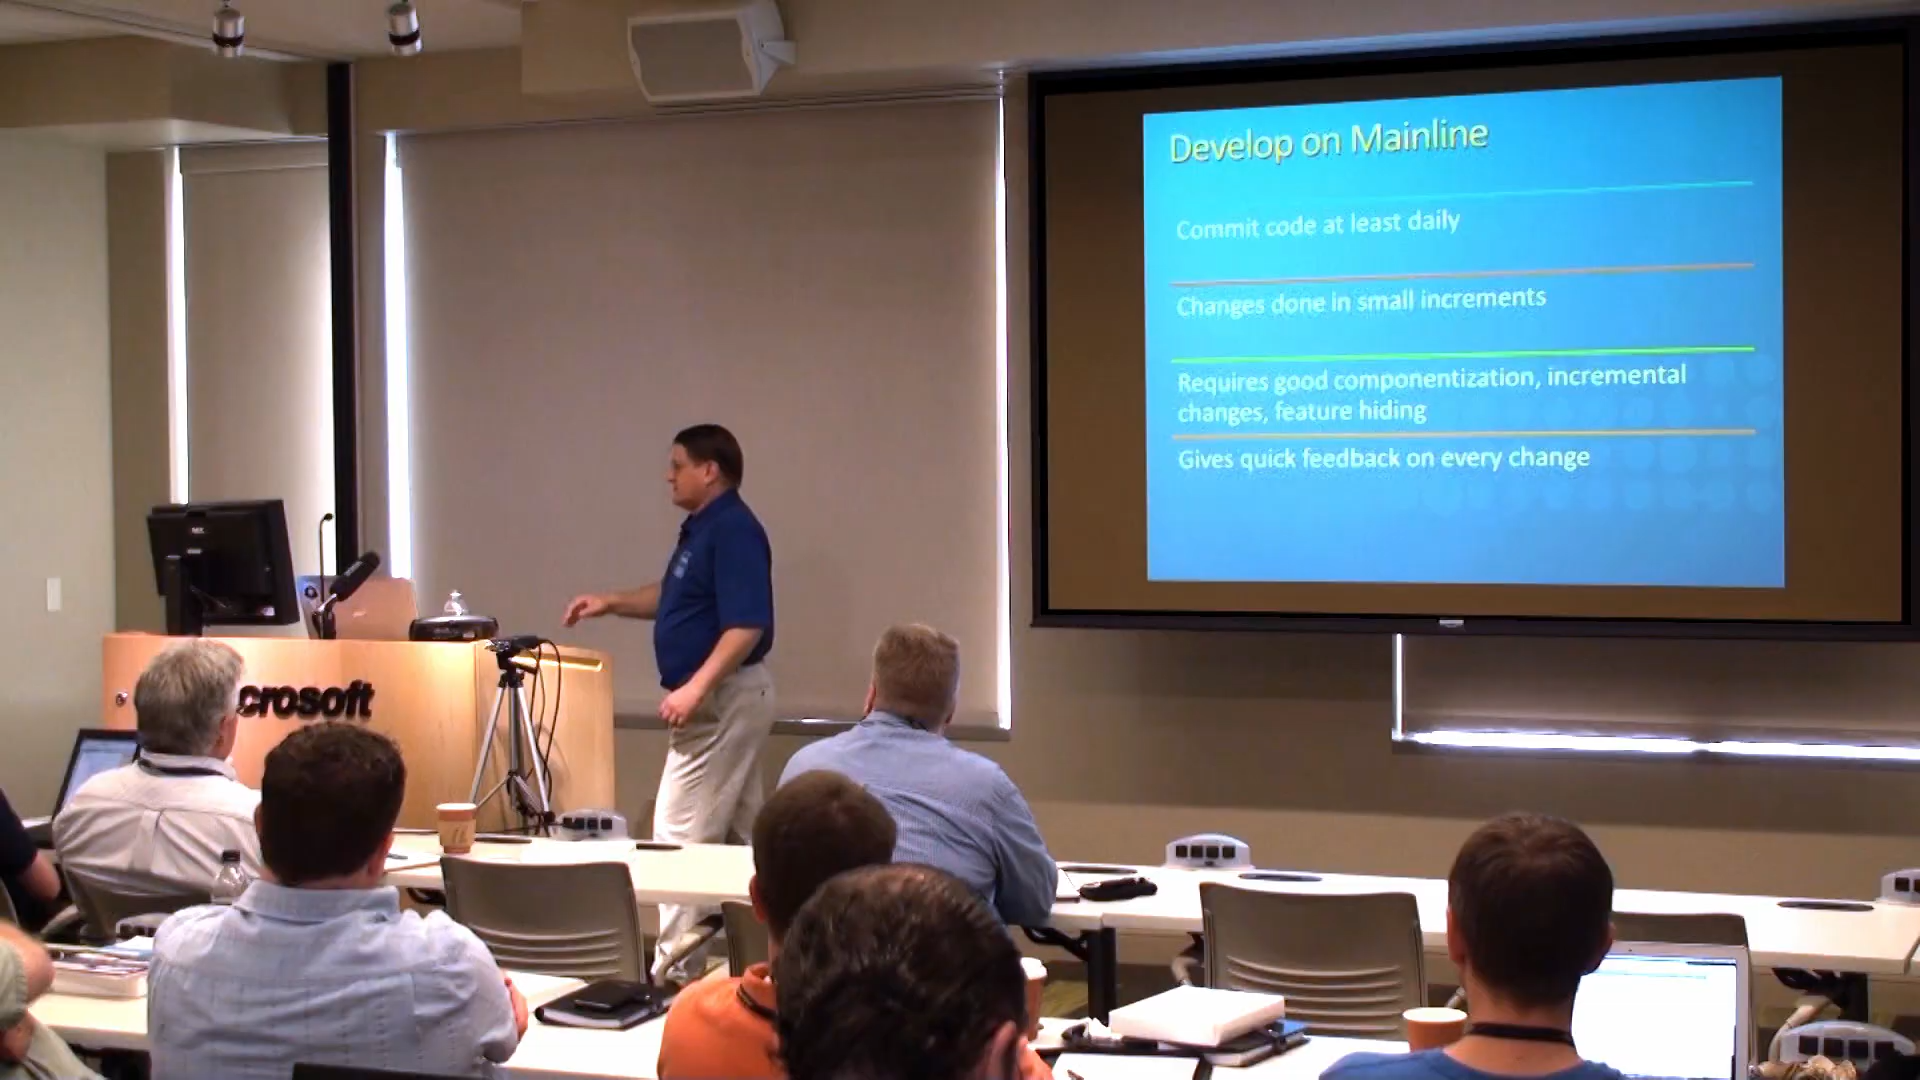 Develop on Mainline
Commit code at least daily
Changes done in small increments
Requires good componentization, incremental
changes, feature hiding
Gives quick feedback on every change
crosoft